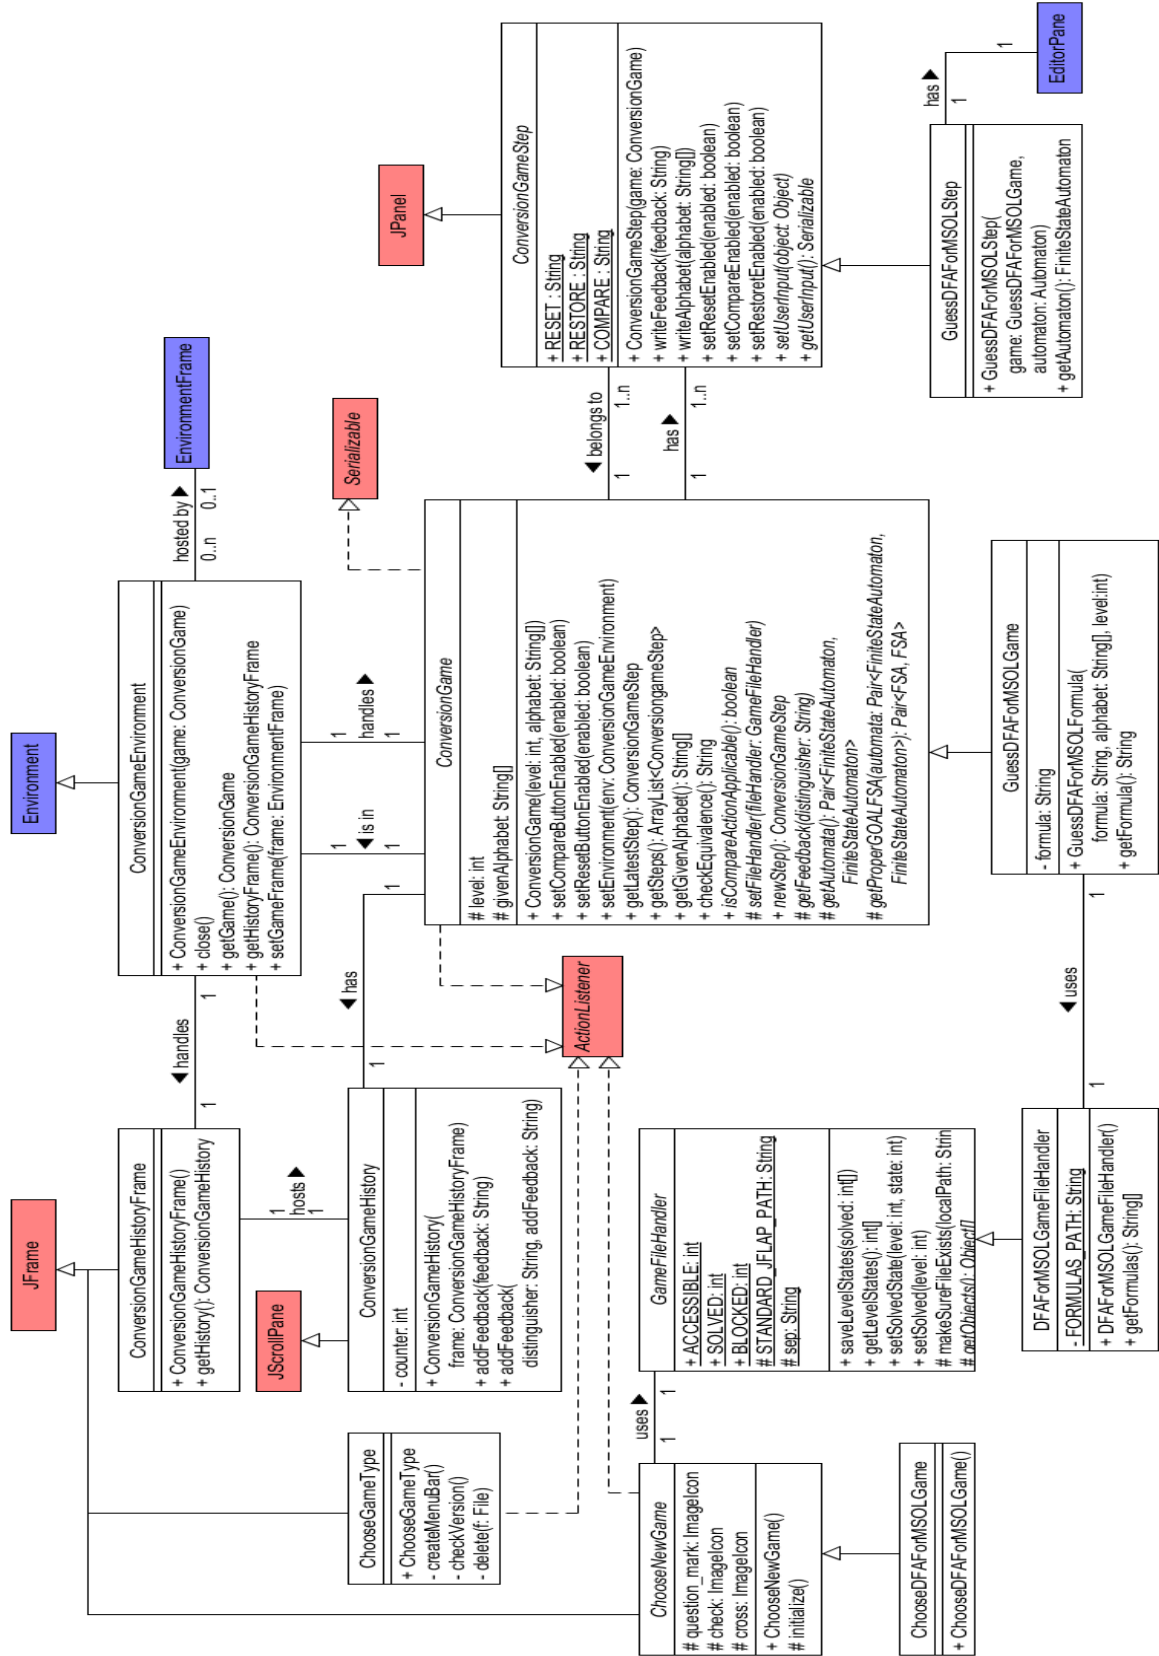 JFrame
Environment
ConversionGameHistoryFrame
+ ConversionGameHistoryFrame()
+ getHistory(): ConversionGameHistory
◀ handles
1
1
ConversionGameEnvironment
+ ConversionGameEnvironment(game: ConversionGame)
+ close()
+ getGame(): ConversionGame
+ getHistoryFrame(): ConversionGameHistoryFrame
+ setGameFrame(frame: EnvironmentFrame)
hosted by ▶
0..n
0..1
EnvironmentFrame
JScrollPane
1
hosts ▶
1
1
is in
1
1
handles ▶
1
Serializable
JPanel
ChooseGameType
+ ChooseGameType
- createMenuBar()
- checkVersion()
- delete(f: File)
ConversionGameHistory
- counter: int
+ ConversionGameHistory(
frame: ConversionGameHistoryFrame)
+ addFeedback(feedback: String)
+ addFeedback(
distinguisher: String, addFeedback: String)
◀ has
1
1
ConversionGame
# level: int
# givenAlphabet String[]
+ ConversionGame(level: int, alphabet: String[])
+ setCompareButtonEnabled(enabled: boolean)
+ setResetButtonEnabled(enabled: boolean)
+ setEnvironment(env: ConversionGameEnvironment)
+ getLatestStep(): ConversionGameStep
+ getSteps(): ArrayList<ConversiongameStep>
+ getGivenAlphabet(): String[]
+ checkEquivalence(): String
+ isCompareActionApplicable(): boolean
# setFileHandler(fileHandler: GameFileHandler)
+ newStep(): ConversionGameStep
# getFeedback(distinguisher: String)
# getAutomata(): Pair<FiniteStateAutomaton,
FiniteStateAutomaton>
# getProperGOALFSA(automata: Pair<FiniteStateAutomaton,
FiniteStateAutomaton>): Pair<FSA, FSA>
◀ belongs to
1
1..n
has ▶
1
1..n
ConversionGameStep
+ RESET : String
+ RESTORE : String
+ COMPARE : String
+ ConversionGameStep(game: ConversionGame)
+ writeFeedback(feedback: String)
+ writeAlphabet(alphabet: String[])
+ setResetEnabled(enabled: boolean)
+ setCompareEnabled(enabled: boolean)
+ setRestoretEnabled(enabled: boolean)
+ setUserInput(object: Object)
+ getUserInput(): Serializable
ActionListener
ChooseNewGame
# question_mark: ImageIcon
# check: ImageIcon
# cross: ImageIcon
+ ChooseNewGame()
# initialize()
uses ▶
1
1
GameFileHandler
+ ACCESSIBLE: int
+ SOLVED: int
+ BLOCKED: int
# STANDARD_JFLAP_PATH: String
# sep: String
+ saveLevelStates(solved: int[])
+ getLevelStates(): int[]
+ setSolvedState(level: int, state: int)
+ setSolved(level: int)
# makeSureFileExists(localPath: Strin
# getObjects(): Object[]
ChooseDFAForMSOLGame
+ ChooseDFAForMSOLGame()
DFAForMSOLGameFileHandler
- FORMULAS_PATH: String
+ DFAForMSOLGameFileHandler()
+ getFormulas(): String[]
◀ uses
1
1
GuessDFAForMSOLGame
- formula: String
+ GuessDFAForMSOLFormula(
formula: String, alphabet: String[], level:int)
+ getFormula(): String
GuessDFAForMSOLStep
+ GuessDFAForMSOLStep(
game: GuessDFAForMSOLGame,
automaton: Automaton)
+ getAutomaton(): FiniteStateAutomaton
has ▶
1
1
EditorPane